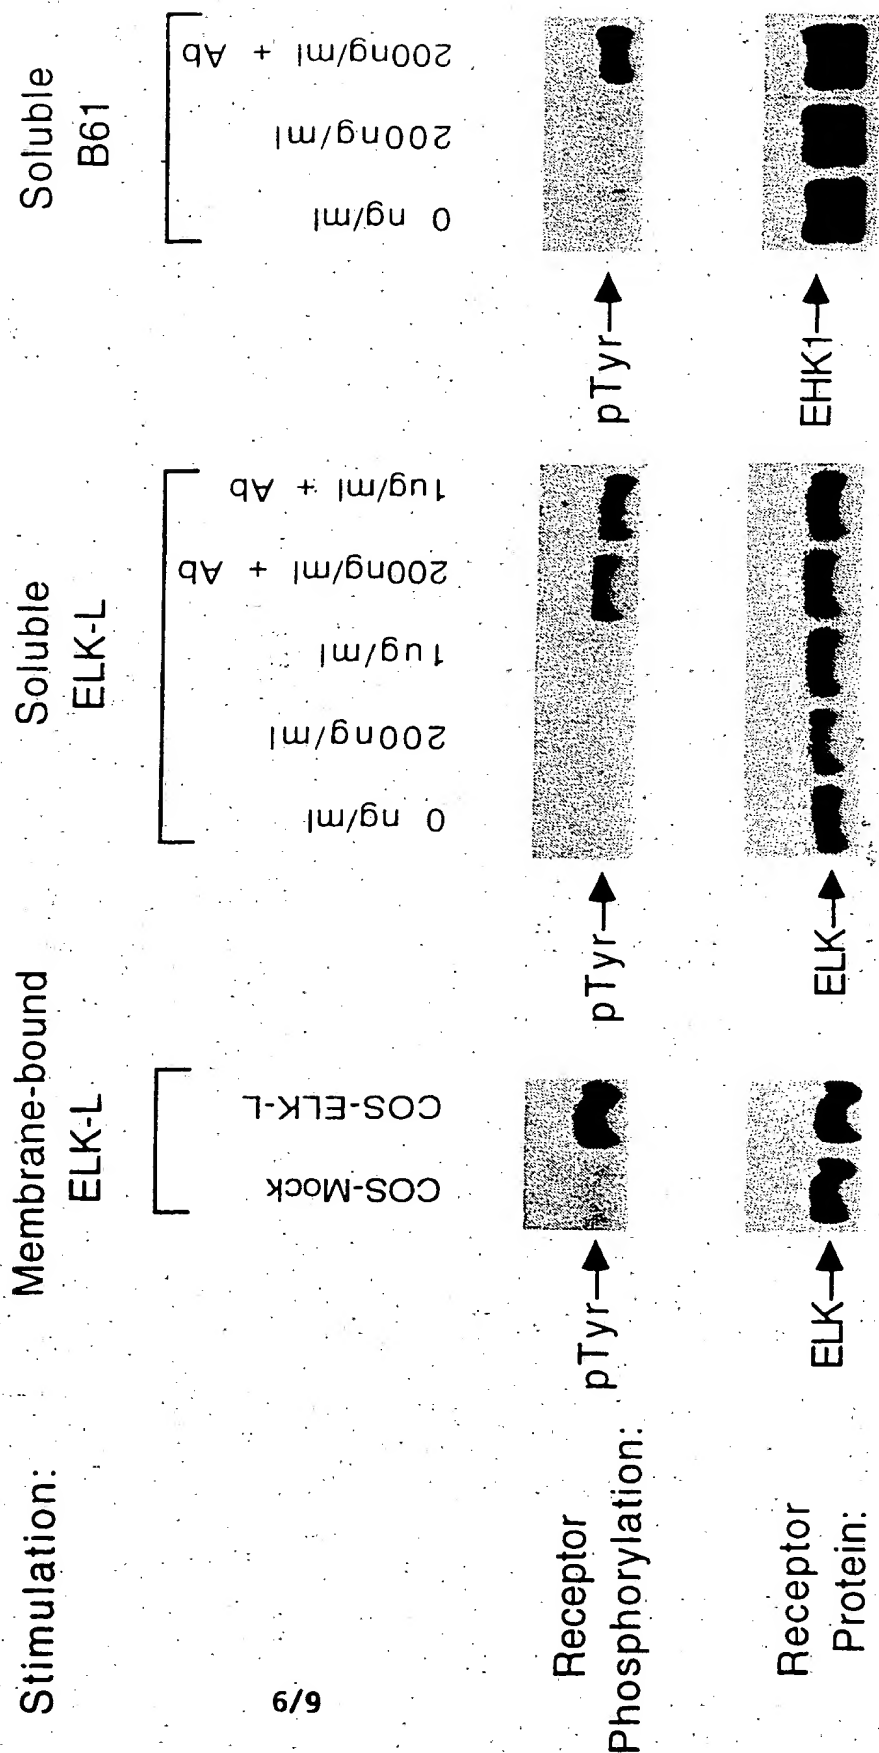 Stimulation:
Membrane-bound
ELK-L
Soluble
ELK-L
Soluble
B61
COS-Mock
COS-ELK-L
0 ng/ml
200ng/ml
1ug/ml
200ng/ml + Ab
1ug/ml + Ab
0 ng/ml
200ng/ml
200ng/ml + Ab
Receptor
Phosphorylation:
pTyr
pTyr
pTyr
Receptor
Protein:
ELK
ELK
EHK1
6/9